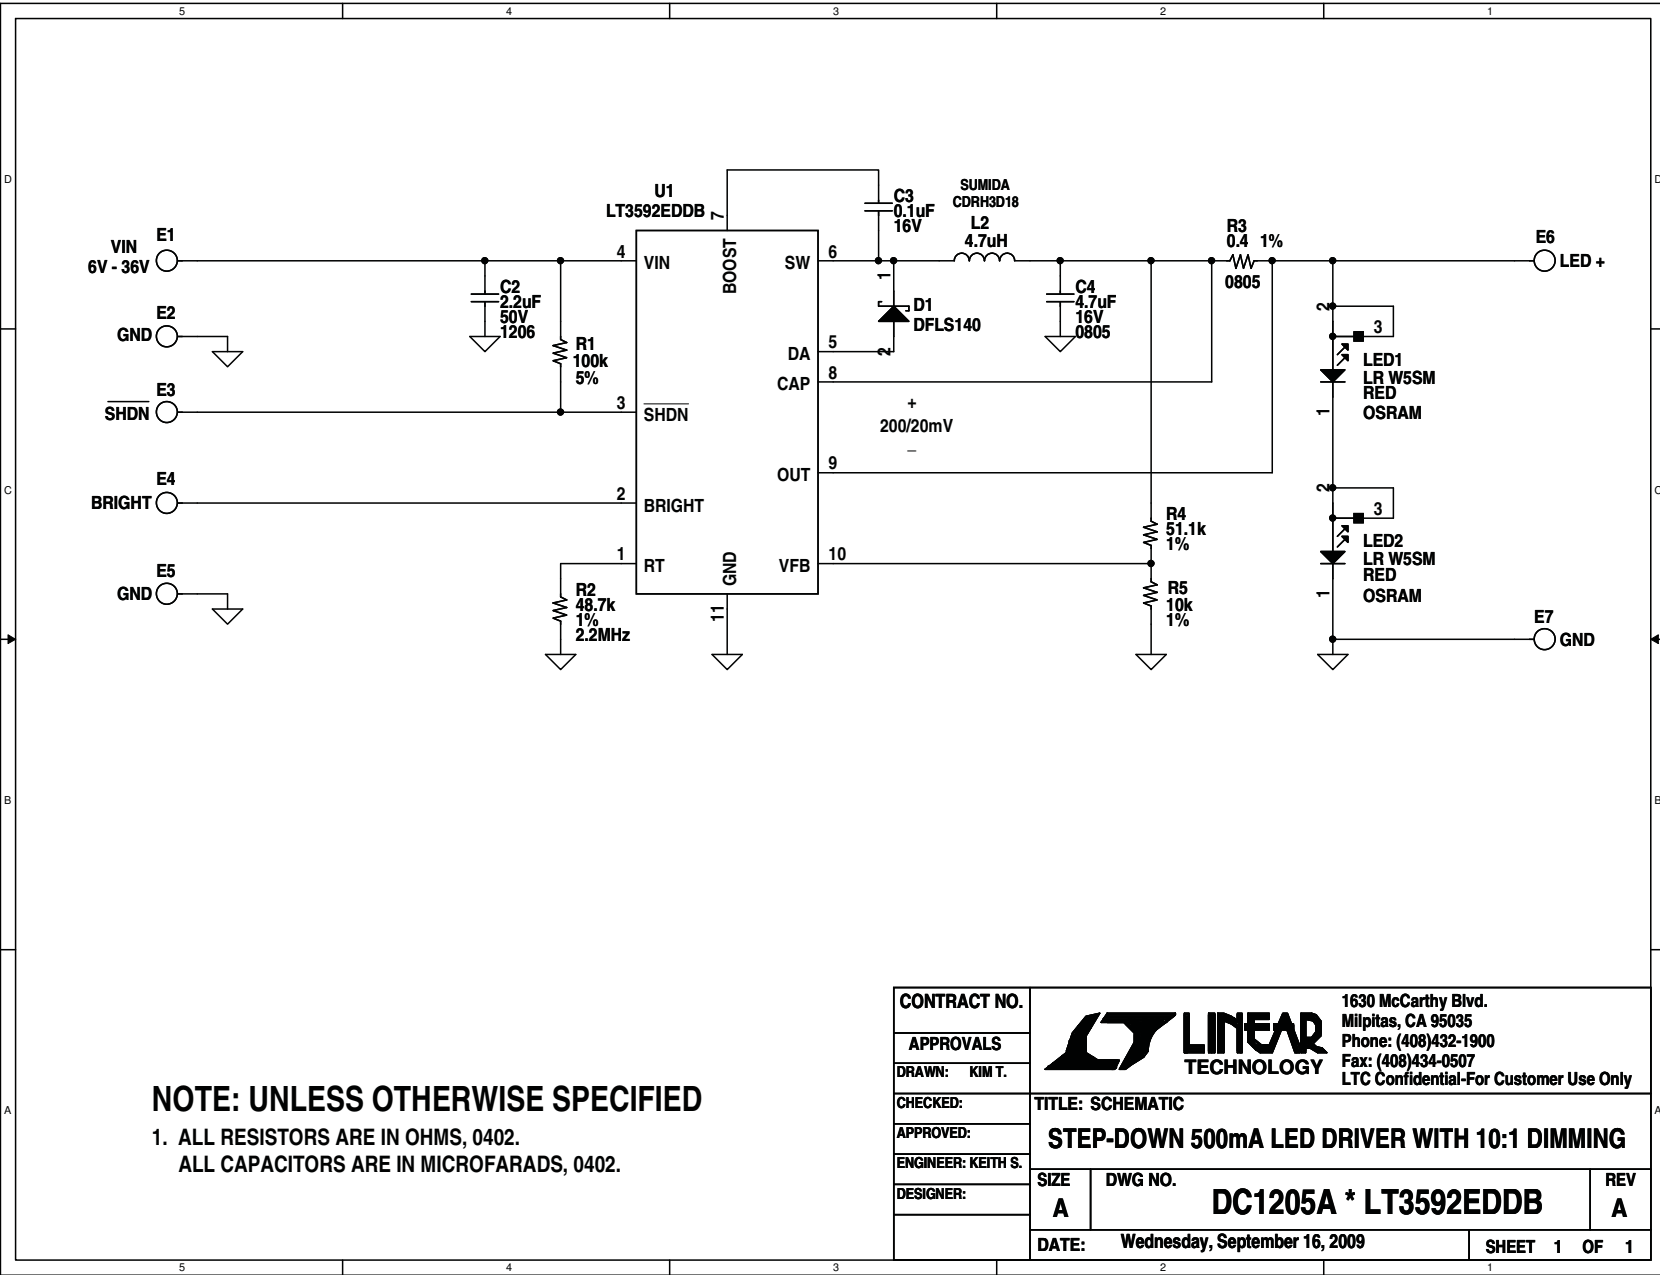 5 4 3 2 1
D D
C C
B B
A A
U1
LT3592EDDB
7
VIN
6V - 36V
E1
E2
GND
E3
SHDN
E4
BRIGHT
E5
GND
C2
2.2uF
50V
1206
R1
100k
5%
R2
48.7k
1%
2.2MHz
4 VIN
3 SHDN
2 BRIGHT
1 RT
BOOST
GND
11
SW 6
DA 5
CAP 8
OUT 9
VFB 10
C3
0.1uF
16V
1
D1
DFLS140
2
SUMIDA
CDRH3D18
L2
4.7uH
C4
4.7uF
16V
0805
+
200/20mV
–
R3
0.4 1%
0805
R4
51.1k
1%
R5
10k
1%
E6
LED +
2
3
LED1
LR W5SM
RED
OSRAM
1
2
3
LED2
LR W5SM
RED
OSRAM
1
E7
GND
NOTE: UNLESS OTHERWISE SPECIFIED
1. ALL RESISTORS ARE IN OHMS, 0402.
ALL CAPACITORS ARE IN MICROFARADS, 0402.
CONTRACT NO.
APPROVALS
DRAWN: KIM T.
CHECKED:
APPROVED:
ENGINEER: KEITH S.
DESIGNER:
LT LINEAR
TECHNOLOGY
1630 McCarthy Blvd.
Milpitas, CA 95035
Phone: (408)432-1900
Fax: (408)434-0507
LTC Confidential-For Customer Use Only
TITLE: SCHEMATIC
STEP-DOWN 500mA LED DRIVER WITH 10:1 DIMMING
SIZE
A
DWG NO.
DC1205A * LT3592EDDB
REV
A
DATE: Wednesday, September 16, 2009
SHEET 1 OF 1
5 4 3 2 1